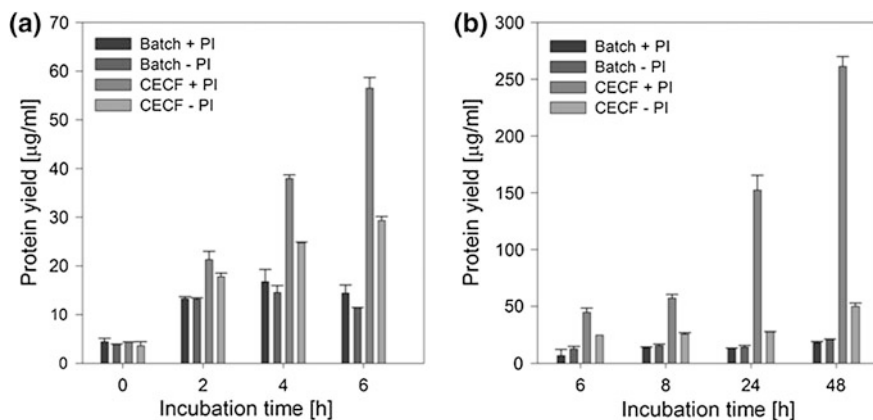 (a)
70
60
50
40
30
20
10
0
Protein yield [µg/ml]
Batch + PI
Batch - PI
CECF + PI
CECF - PI
0 2 4 6
Incubation time [h]
(b)
300
250
200
150
100
50
0
Protein yield [µg/ml]
Batch + PI
Batch - PI
CECF + PI
CECF - PI
6 8 24 48
Incubation time [h]